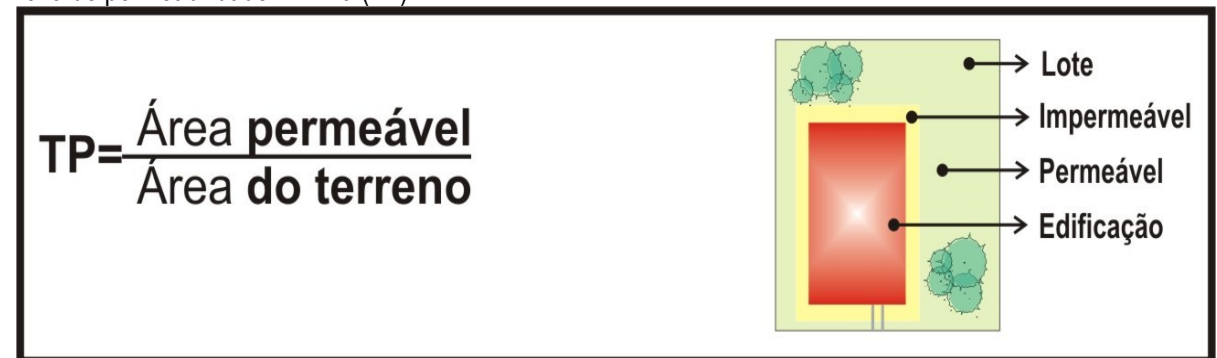 TP= Área permeável
Área do terreno
Lote
Impermeável
Permeável
Edificação